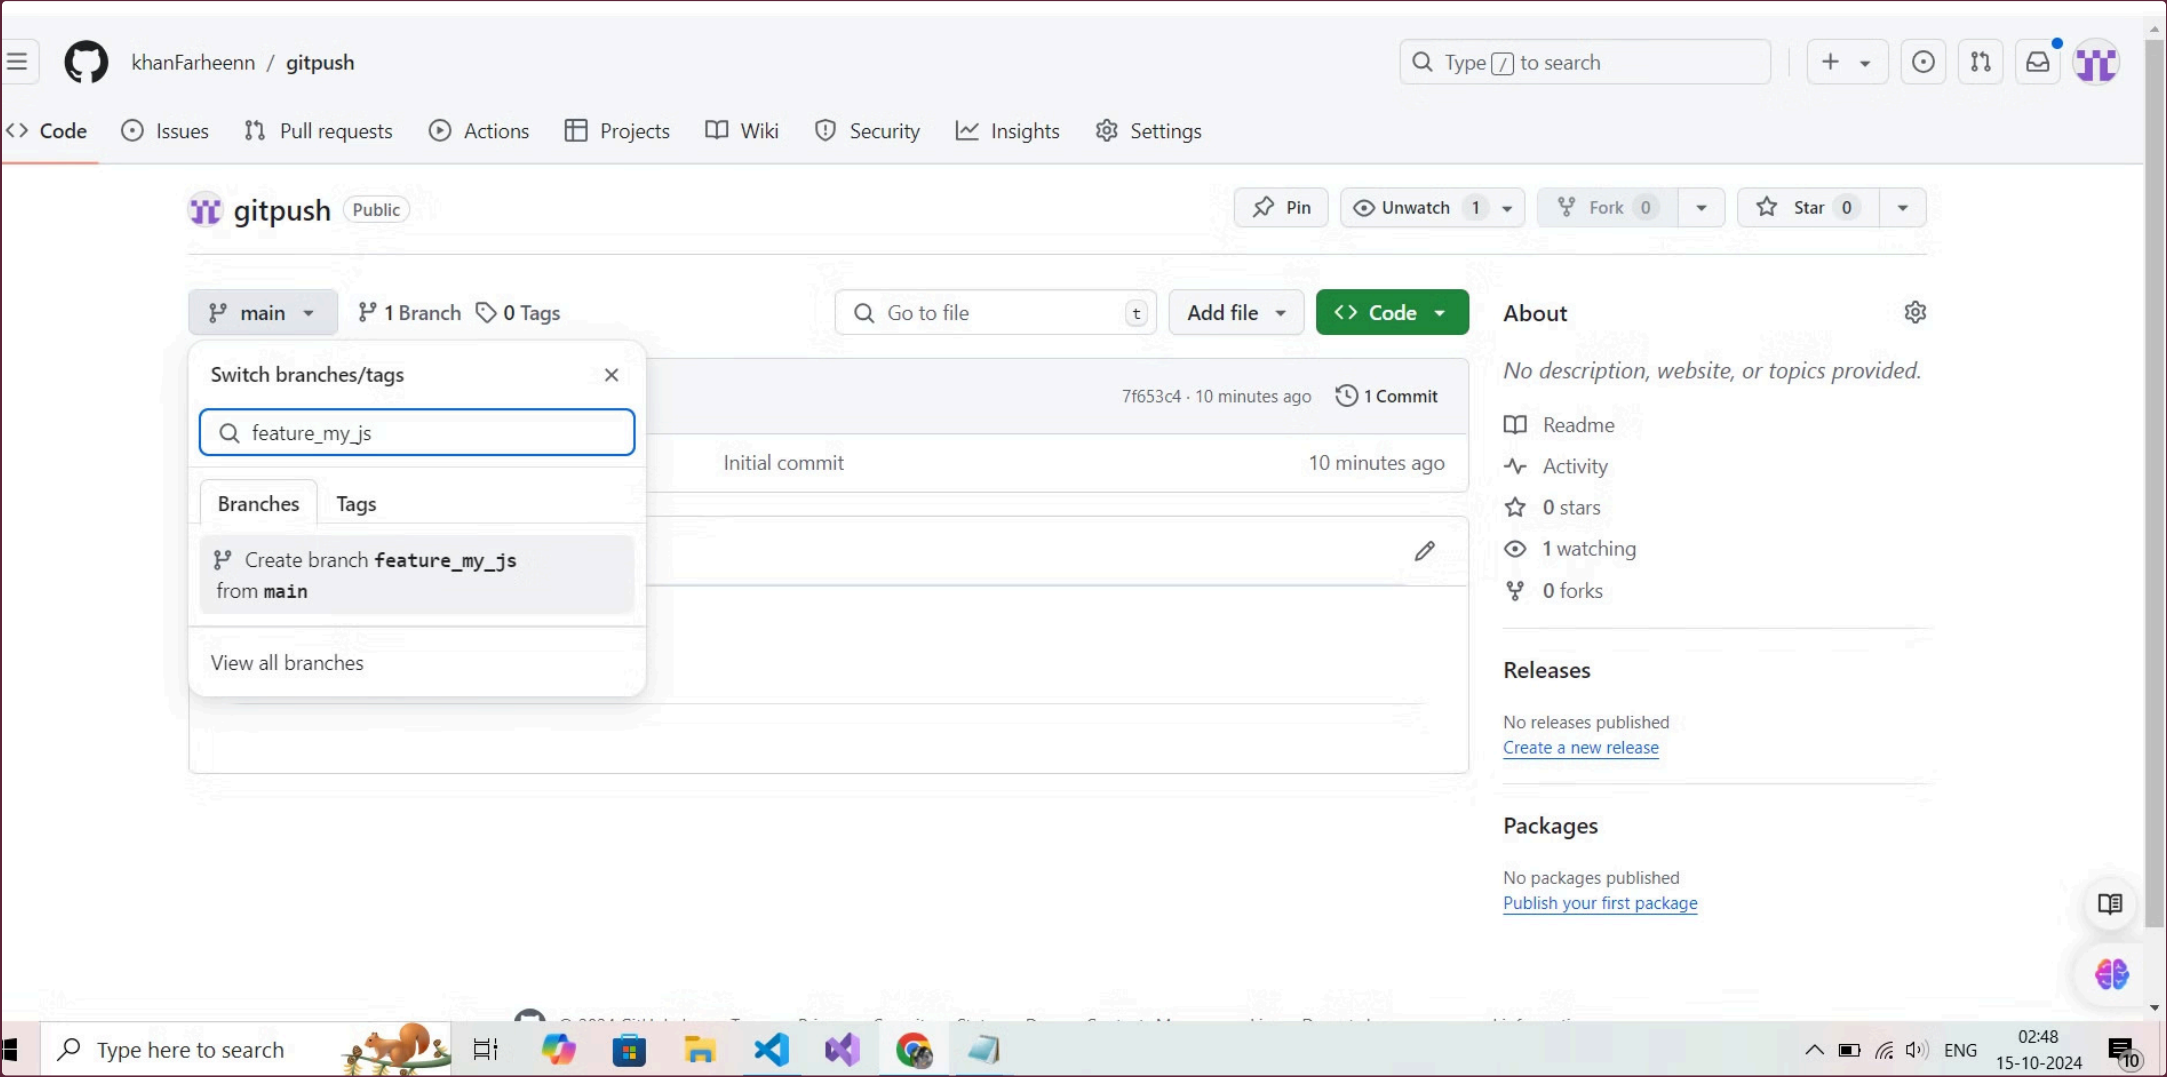 khanFarheenn / gitpush
Type / to search
Code
Issues
Pull requests
Actions
Projects
Wiki
Security
Insights
Settings
gitpush Public
Pin
Unwatch 1
Fork 0
Star 0
main
1 Branch
0 Tags
Go to file
t
Add file
Code
About
Switch branches/tags
No description, website, or topics provided.
7f653c4 · 10 minutes ago
1 Commit
feature_my_js
Readme
Initial commit
10 minutes ago
Activity
Branches
Tags
0 stars
1 watching
Create branch feature_my_js
from main
0 forks
View all branches
Releases
No releases published
Create a new release
Packages
No packages published
Publish your first package
Type here to search
ENG
02:48
15-10-2024
10